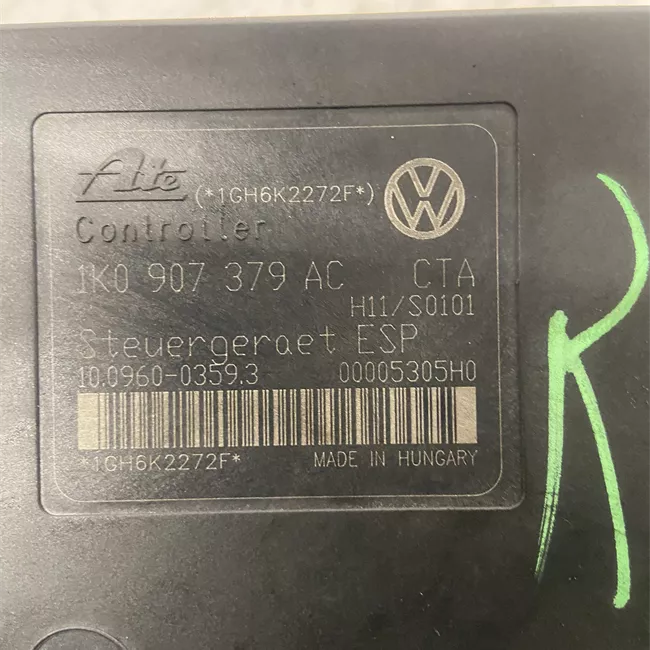 Ate (*1GH6K2272F*)
VW
Controller
1K0 907 379 AC CTA
H11/S0101
Steuergeraet ESP
10.0960-0359.3 00005305H0
*1GH6K2272F* MADE IN HUNGARY
R